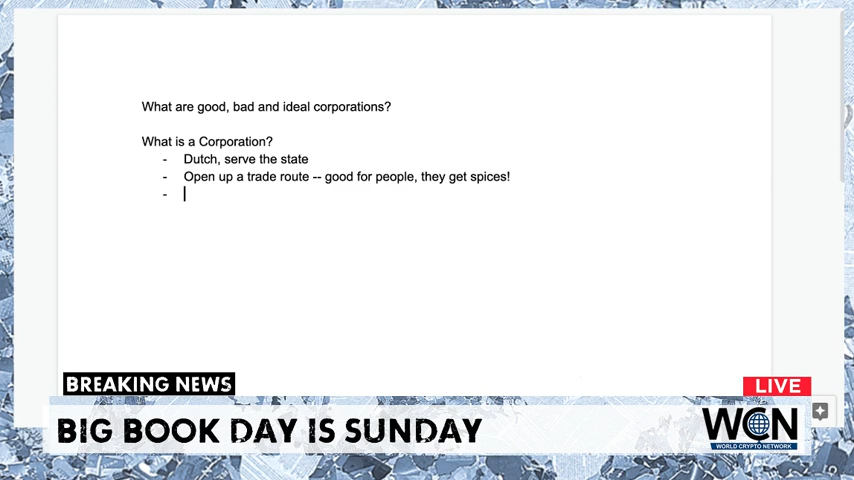 What are good, bad and ideal corporations?
What is a Corporation?
- Dutch, serve the state
- Open up a trade route -- good for people, they get spices!
-
BREAKING NEWS
LIVE
BIG BOOK DAY IS SUNDAY
WCN
WORLD CRYPTO NETWORK